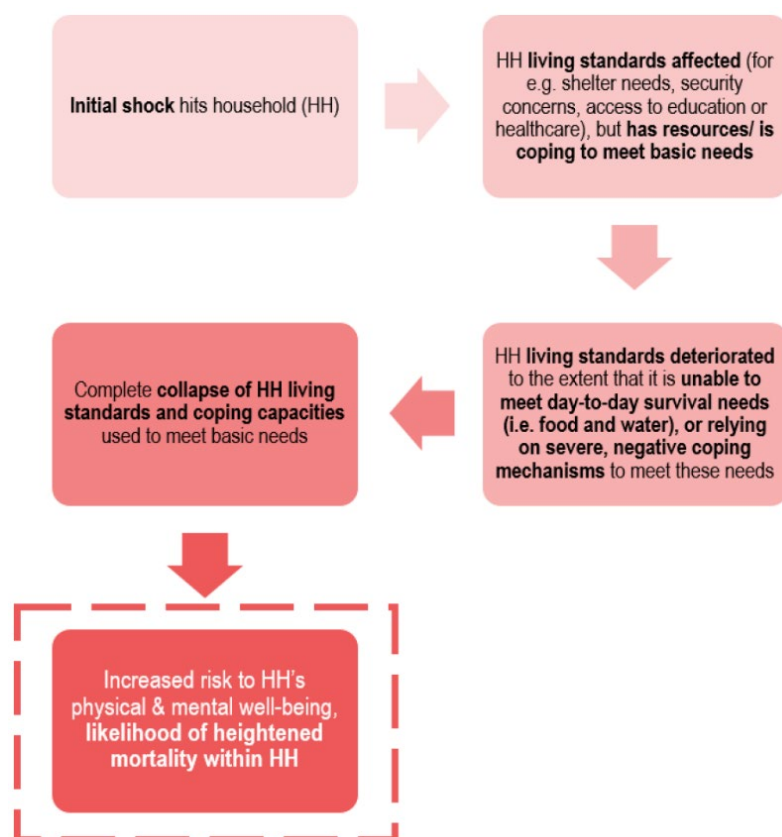 Initial shock hits household (HH)
HH living standards affected (for
e.g. shelter needs, security
concerns, access to education or
healthcare), but has resources/ is
coping to meet basic needs
HH living standards deteriorated
to the extent that it is unable to
meet day-to-day survival needs
(i.e. food and water), or relying
on severe, negative coping
mechanisms to meet these needs
Complete collapse of HH living
standards and coping capacities
used to meet basic needs
Increased risk to HH’s
physical & mental well-being,
likelihood of heightened
mortality within HH